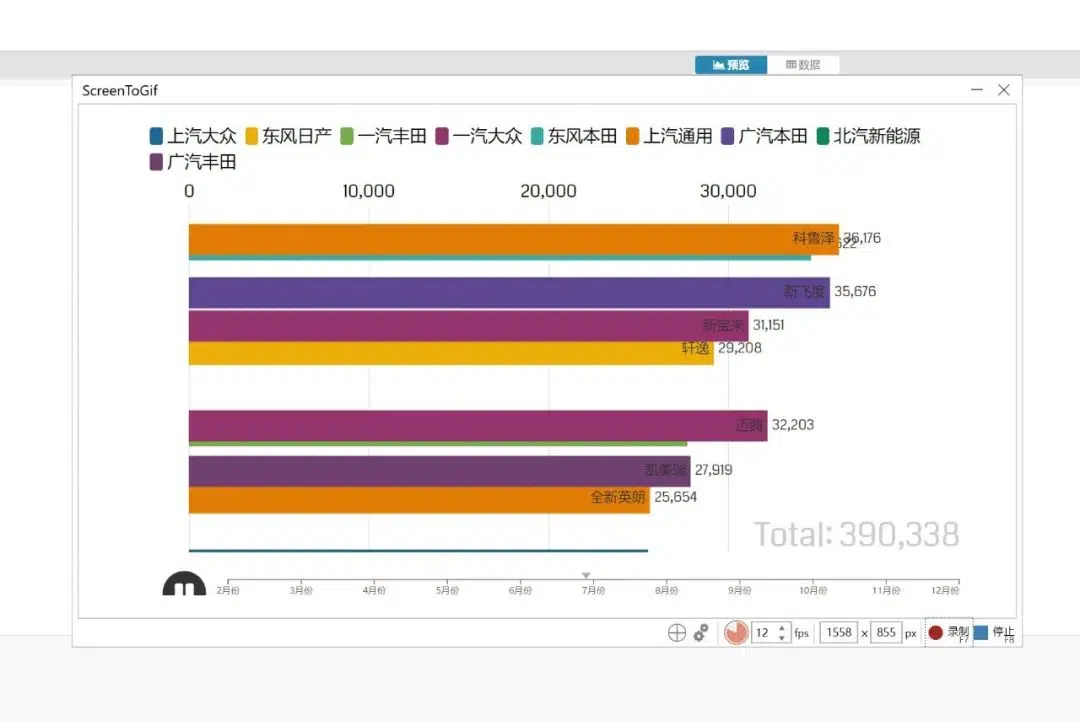 预览 数据
ScreenToGif
上汽大众 东风日产 一汽丰田 一汽大众 东风本田 上汽通用 广汽本田 北汽新能源
广汽丰田
0 10,000 20,000 30,000
科鲁泽 36,176
新飞度 35,676
新宝来 31,151
轩逸 29,208
迈腾 32,203
凯美瑞 27,919
全新英朗 25,654
Total: 390,338
2月份 3月份 4月份 5月份 6月份 7月份 8月份 9月份 10月份 11月份 12月份
12 fps 1558 x 855 px 录制 F7 停止 F8